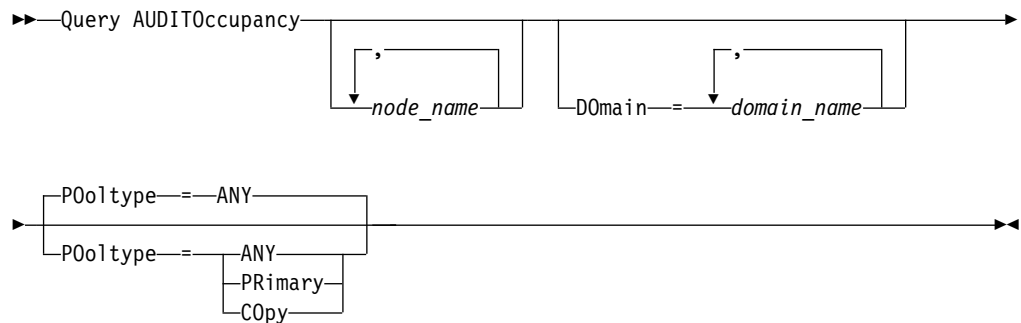 Query AUDITOccupancy
,
node_name
,
DOmain = domain_name
POoltype = ANY
POoltype = ANY
PRimary
COpy